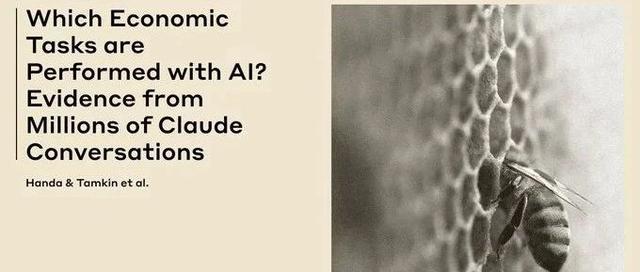 Which Economic
Tasks are
Performed with AI?
Evidence from
Millions of Claude
Conversations
Handa & Tamkin et al.